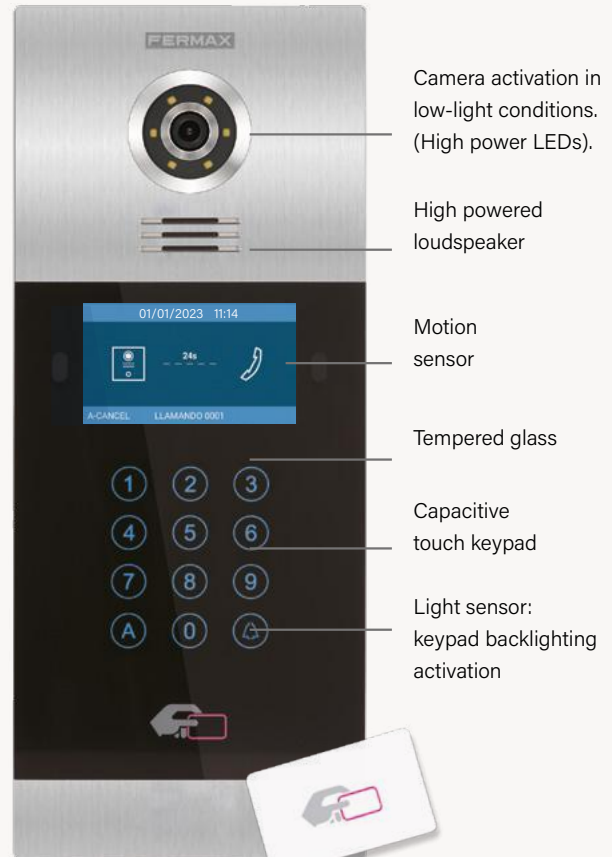 FERMAX
Camera activation in
low-light conditions.
(High power LEDs).
High powered
loudspeaker
01/01/2023 11:14
24s
A-CANCEL LLAMANDO 0001
Motion
sensor
Tempered glass
1 2 3
4 5 6
7 8 9
A 0
Capacitive
touch keypad
Light sensor:
keypad backlighting
activation